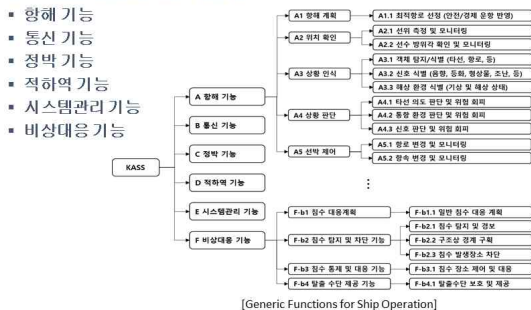 항해 기능
통신 기능
정박 기능
적하역 기능
시스템관리 기능
비상대응 기능
KASS
A 항해 기능
B 통신 기능
C 정박 기능
D 적하역 기능
E 시스템관리 기능
F 비상대응 기능
A1 항해 계획
A1.1 최적항로 선정 (안전/경제 운항 반영)
A2 위치 확인
A2.1 선위 측정 및 모니터링
A2.2 선수 방위각 확인 및 모니터링
A3 상황 인식
A3.1 객체 탐지/식별 (타선, 항로, 등)
A3.2 신호 식별 (음향, 등화, 형상물, 조난, 등)
A3.3 해상 환경 식별 (기상 및 해상 상태)
A4 상황 판단
A4.1 타선 의도 판단 및 위험 회피
A4.2 통항 환경 판단 및 위험 회피
A4.3 신호 판단 및 위험 회피
A5 선박 제어
A5.1 항로 변경 및 모니터링
A5.2 항속 변경 및 모니터링
⋮
F-b1 침수 대응계획
F-b1.1 일반 침수 대응 계획
F-b2 침수 탐지 및 차단 기능
F-b2.1 침수 탐지 및 경보
F-b2.2 구조상 경계 구획
F-b2.3 침수 발생장소 차단
F-b3 침수 통제 및 대응 기능
F-b3.1 침수 장소 제어 및 대응
F-b4 탈출 수단 제공 기능
F-b4.1 탈출수단 보호 및 제공
[Generic Functions for Ship Operation]